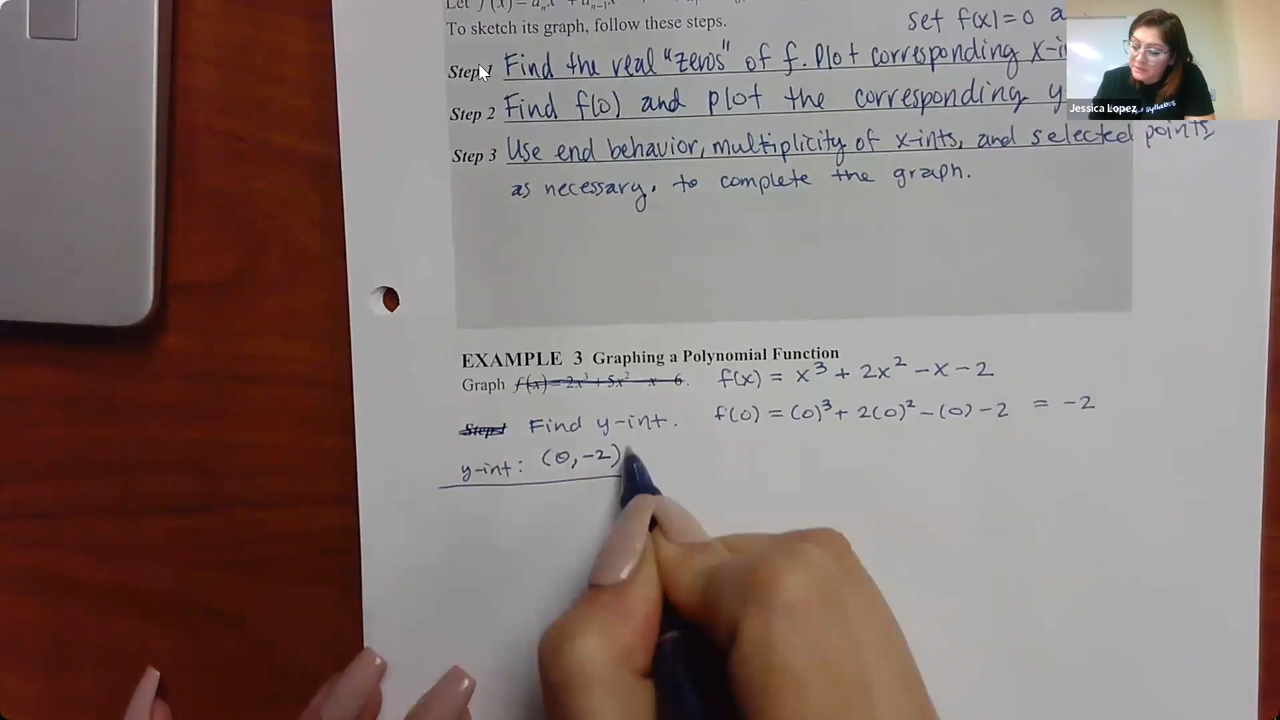 To sketch its graph, follow these steps.
set f(x)=0
Step 1 Find the real "zeros" of f. Plot corresponding
Step 2 Find f(0) and plot the corresponding y
Step 3 Use end behavior, multiplicity of x-ints, and selected points,
as necessary, to complete the graph.
Jessica Lopez
syllabus
EXAMPLE 3 Graphing a Polynomial Function
Graph f(x) = 2x³ + 5x² - x - 6. f(x) = x³ + 2x² - x - 2
Step 1 Find y-int. f(0) = (0)³ + 2(0)² - (0) - 2 = -2
y-int: (0, -2)